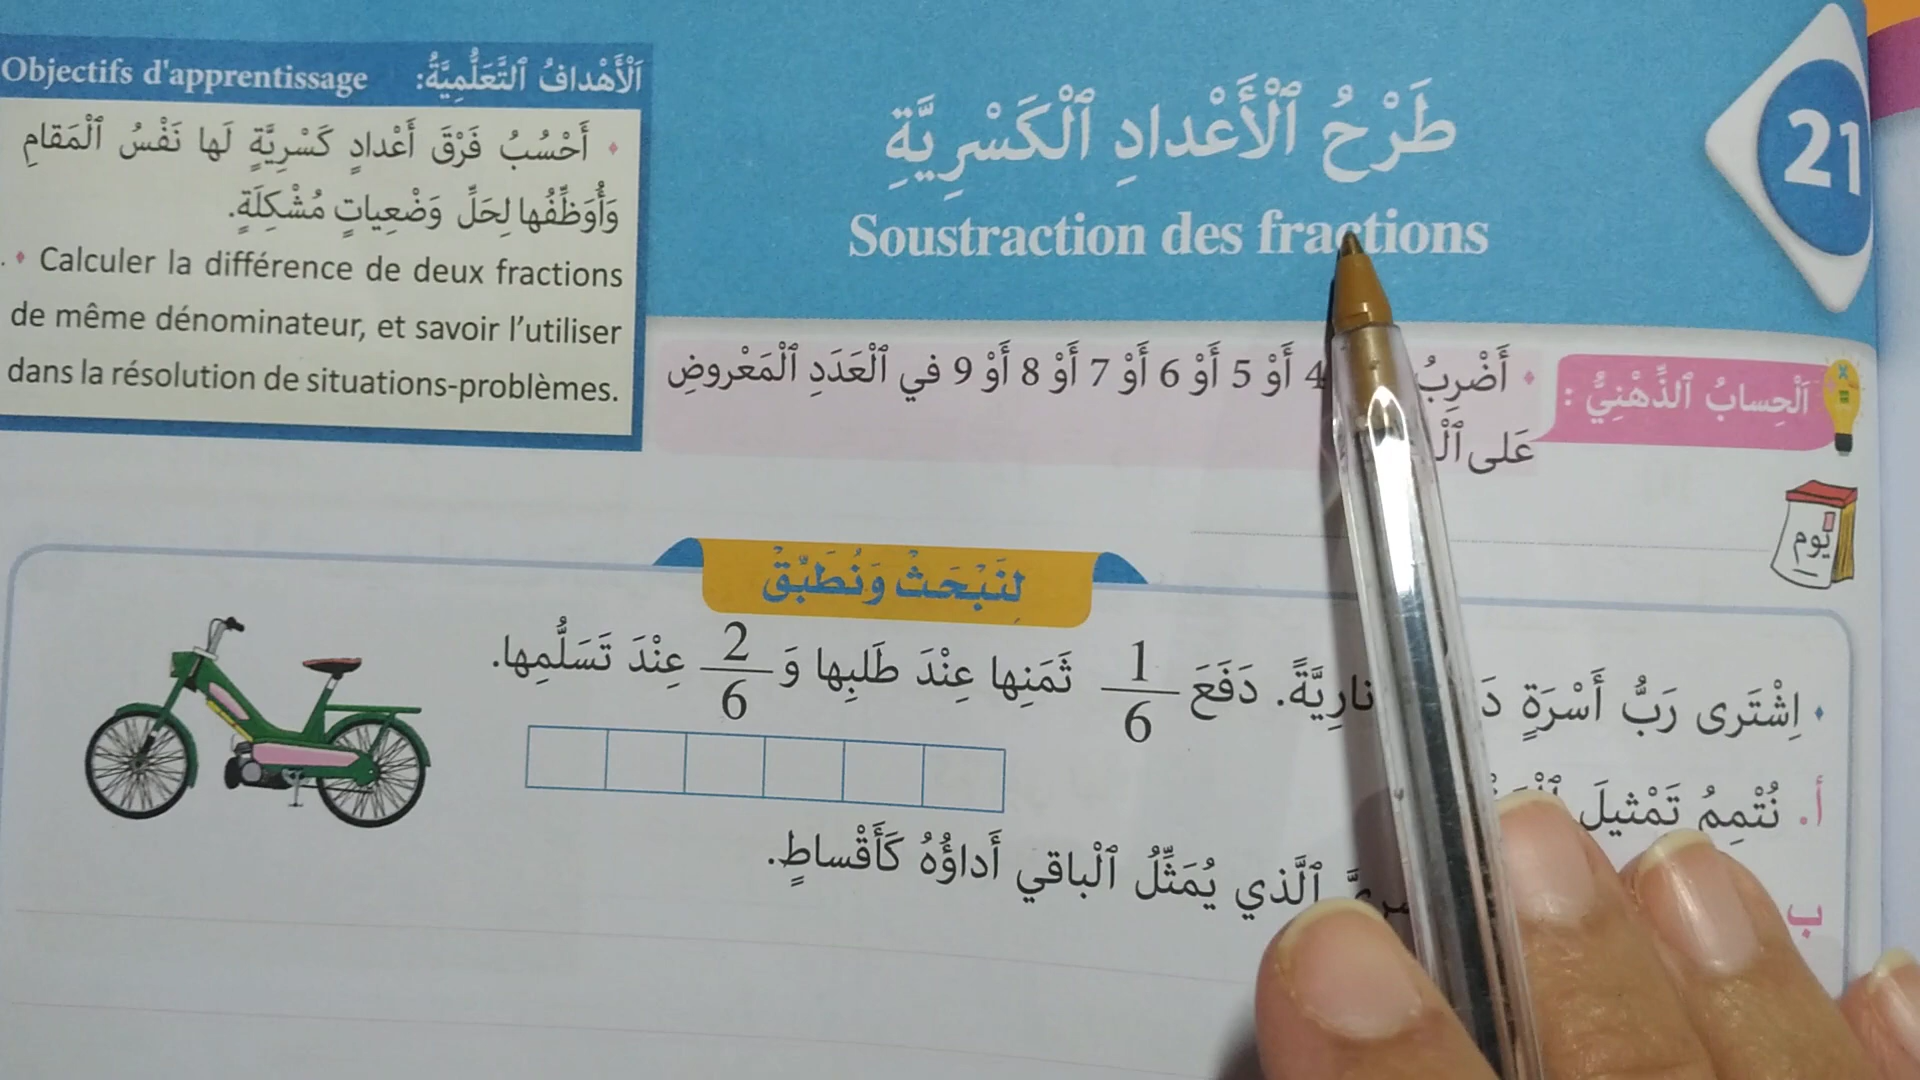 21
طَرْحُ ٱلْأَعْدادِ ٱلْكَسْرِيَّةِ
Soustraction des fractions
Objectifs d'apprentissage اَلْأَهْدافُ ٱلتَّعَلُّمِيَّةُ:
• أَحْسُبُ فَرْقَ أَعْدادٍ كَسْرِيَّةٍ لَها نَفْسُ ٱلْمَقامِ
وَأُوَظِّفُها لِحَلِّ وَضْعِياتٍ مُشْكِلَةٍ.
• Calculer la différence de deux fractions
de même dénominateur, et savoir l'utiliser
dans la résolution de situations-problèmes.
اَلْحِسابُ ٱلذِّهْنِيُّ :
• أَضْرِبُ 4 أَوْ 5 أَوْ 6 أَوْ 7 أَوْ 8 أَوْ 9 في ٱلْعَدَدِ ٱلْمَعْروضِ
عَلى
يوم
لِنَبْحَثْ وَنُطَبِّقْ
• اِشْتَرى رَبُّ أُسْرَةٍ نارِيَّةً. دَفَعَ 1/6 ثَمَنِها عِنْدَ طَلَبِها وَ 2/6 عِنْدَ تَسَلُّمِها.
أ. نُتْمِمُ تَمْثيلَ
ب ٱلَّذي يُمَثِّلُ ٱلْباقي أَداؤُهُ كَأَقْساطٍ.